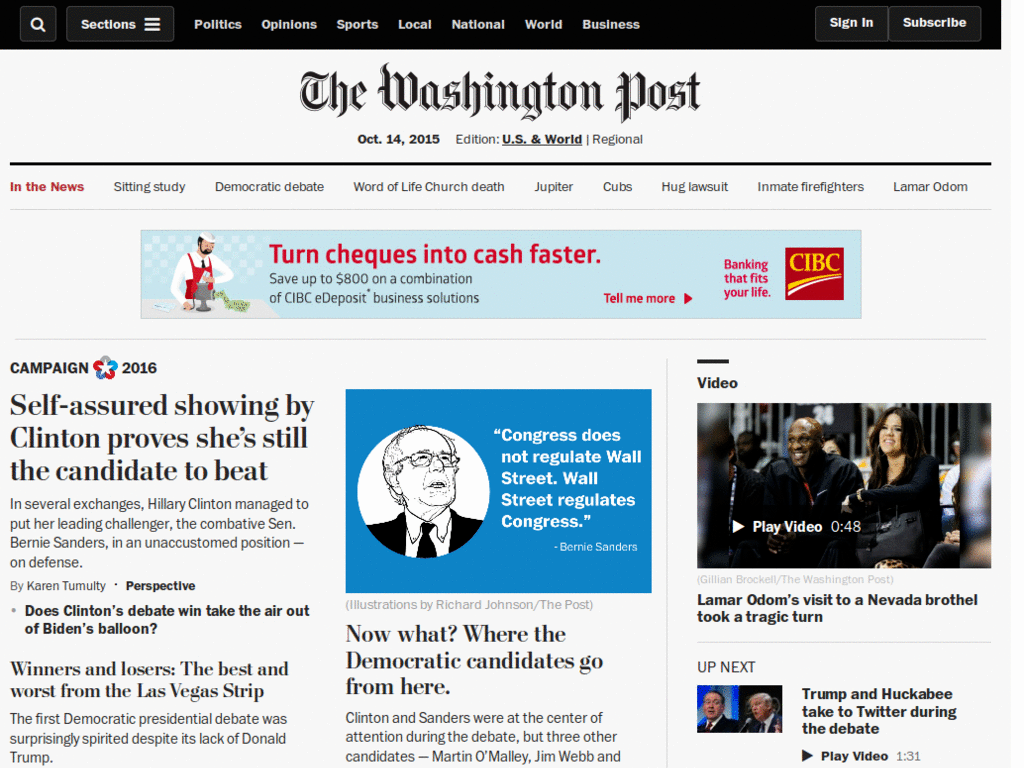 Sections
Politics
Opinions
Sports
Local
National
World
Business
Sign In
Subscribe
The Washington Post
Oct. 14, 2015 Edition: U.S. & World | Regional
In the News
Sitting study
Democratic debate
Word of Life Church death
Jupiter
Cubs
Hug lawsuit
Inmate firefighters
Lamar Odom
Turn cheques into cash faster.
Save up to $800 on a combination
of CIBC eDeposit* business solutions
Tell me more
Banking
that fits
your life.
CIBC
CAMPAIGN 2016
Self-assured showing by
Clinton proves she's still
the candidate to beat
In several exchanges, Hillary Clinton managed to
put her leading challenger, the combative Sen.
Bernie Sanders, in an unaccustomed position —
on defense.
By Karen Tumulty · Perspective
• Does Clinton's debate win take the air out
of Biden's balloon?
Winners and losers: The best and
worst from the Las Vegas Strip
The first Democratic presidential debate was
surprisingly spirited despite its lack of Donald
Trump.
“Congress does
not regulate Wall
Street. Wall
Street regulates
Congress.”
- Bernie Sanders
(Illustrations by Richard Johnson/The Post)
Now what? Where the
Democratic candidates go
from here.
Clinton and Sanders were at the center of
attention during the debate, but three other
candidates — Martin O'Malley, Jim Webb and
Video
24
Play Video 0:48
(Gillian Brockell/The Washington Post)
Lamar Odom's visit to a Nevada brothel
took a tragic turn
UP NEXT
Trump and Huckabee
take to Twitter during
the debate
Play Video 1:31